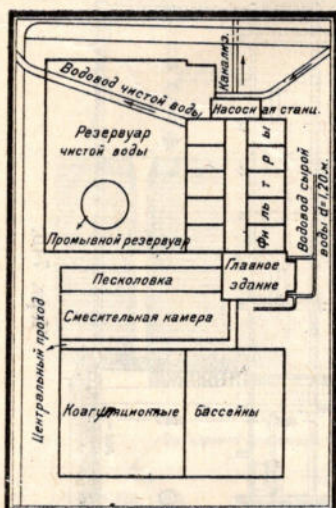 Канализ.
Водовод чистой воды
Насосная станц.
Резервуар
чистой воды
Фильтры
Водовод сырой
воды d=1,20 м.
Промывной резервуар
Главное
здание
Песколовка
Смесительная камера
Центральный проход
Коагуляционные
Бассейны